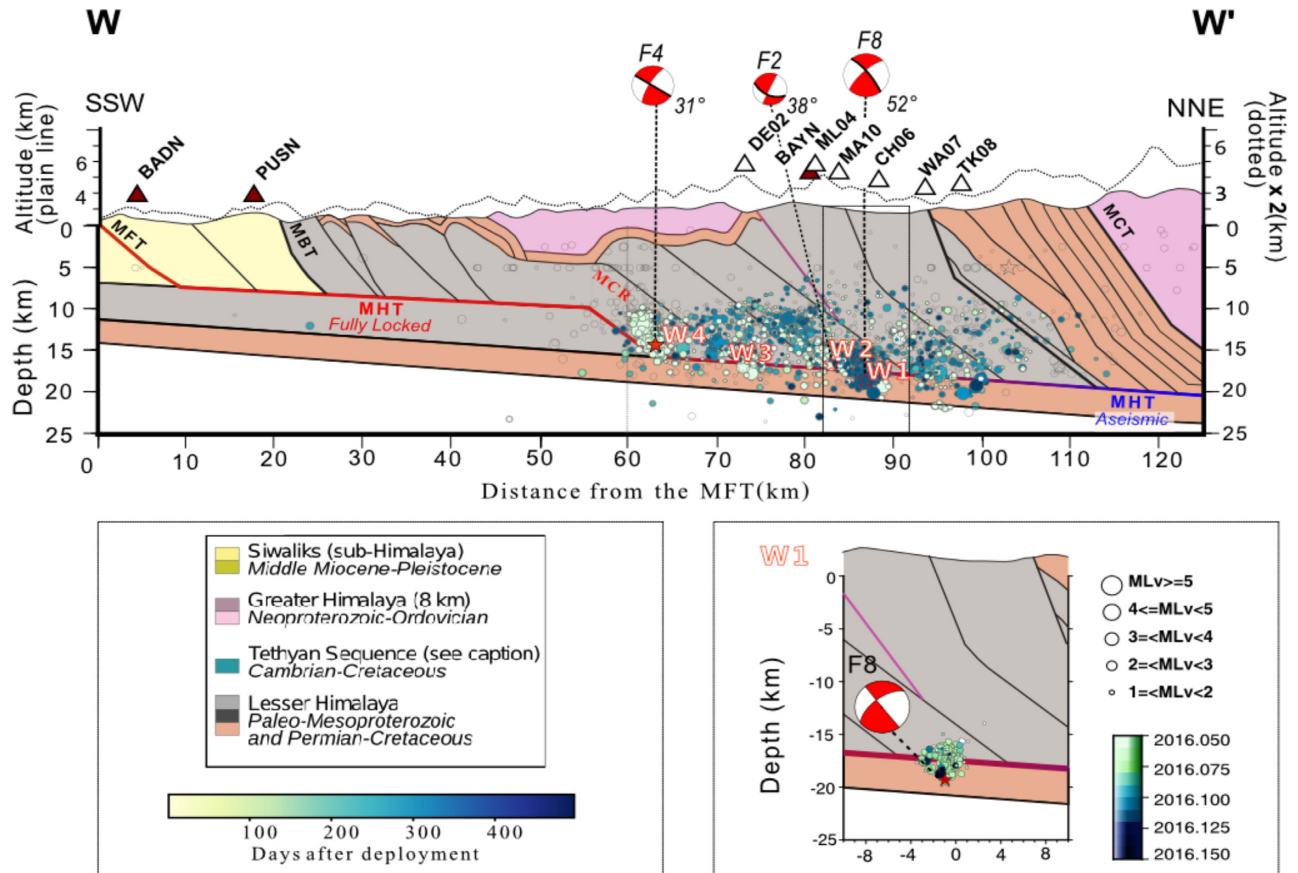 W
W'
F4
F2
F8
31°
38°
52°
SSW
NNE
Altitude (km)
(plain line)
Altitude x 2(km)
(dotted)
BADN
PUSN
DE02
BAYN
ML04
MA10
CH06
WA07
TK08
6
4
0
5
10
15
20
25
Depth (km)
6
3
0
5
10
15
20
25
MFT
MBT
MCR
MCT
MHT
Fully Locked
W4
W3
W2
W1
MHT
Aseismic
0
10
20
30
40
50
60
70
80
90
100
110
120
Distance from the MFT(km)
Siwaliks (sub-Himalaya)
Middle Miocene-Pleistocene
Greater Himalaya (8 km)
Neoproterozoic-Ordovician
Tethyan Sequence (see caption)
Cambrian-Cretaceous
Lesser Himalaya
Paleo-Mesoproterozoic
and Permian-Cretaceous
100
200
300
400
Days after deployment
W1
0
-5
-10
-15
-20
-25
Depth (km)
F8
-8
-4
0
4
8
MLv>=5
4<=MLv<5
3=<MLv<4
2=<MLv<3
1=<MLv<2
2016.050
2016.075
2016.100
2016.125
2016.150